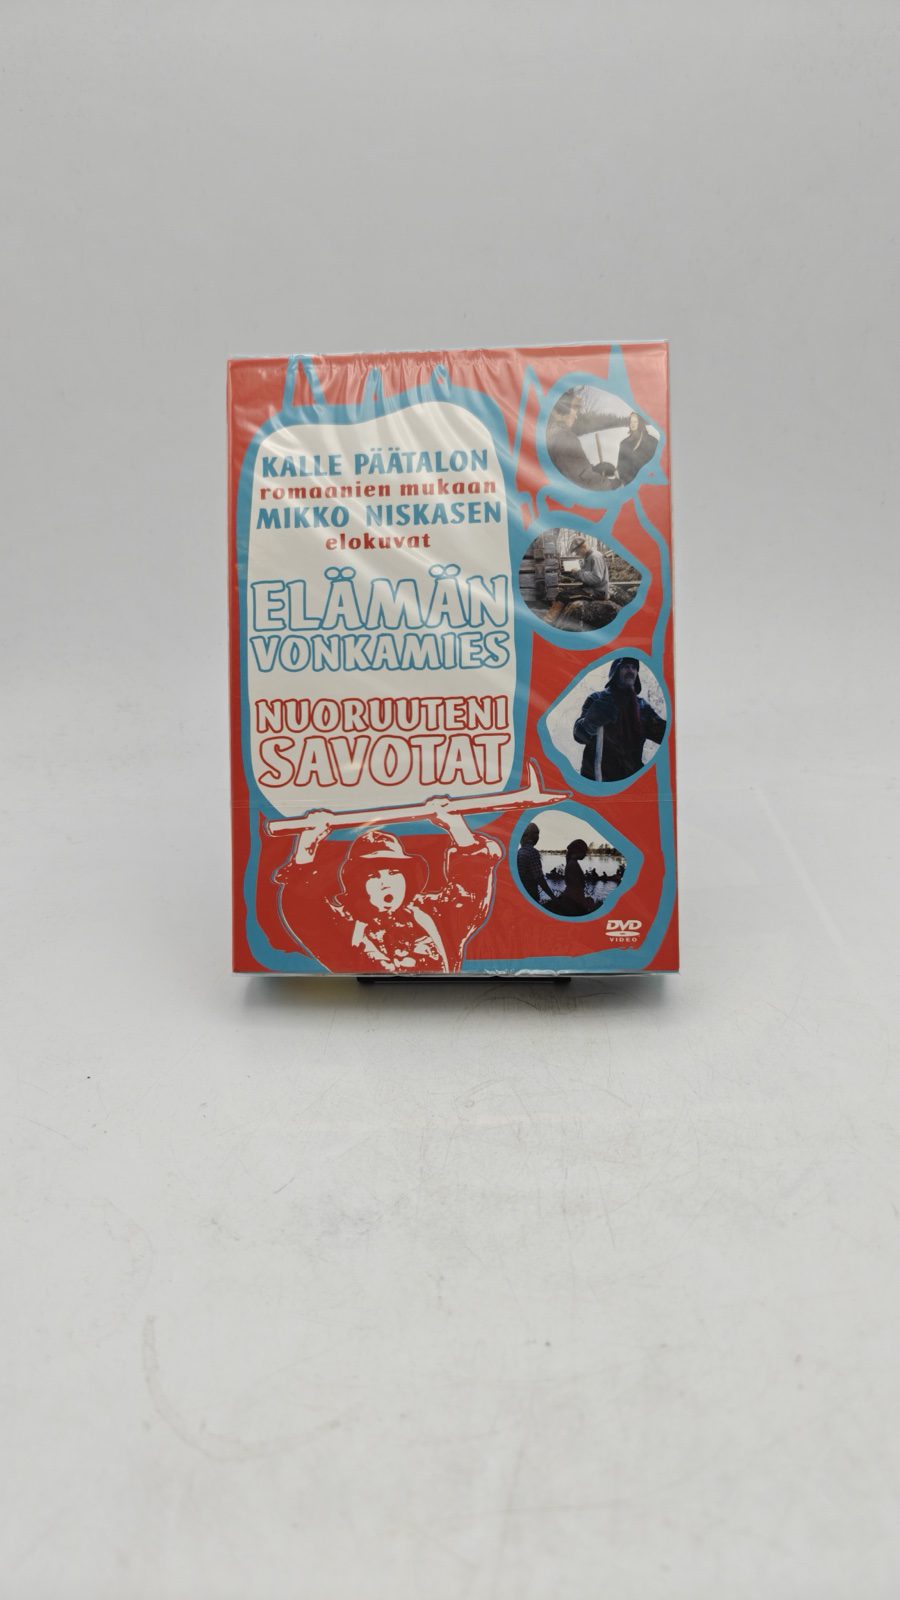 KALLE PÄÄTALON
romaanien mukaan
MIKKO NISKASEN
elokuvat
ELÄMÄN
VONKAMIES
NUORUUTENI
SAVOTAT
DVD
VIDEO